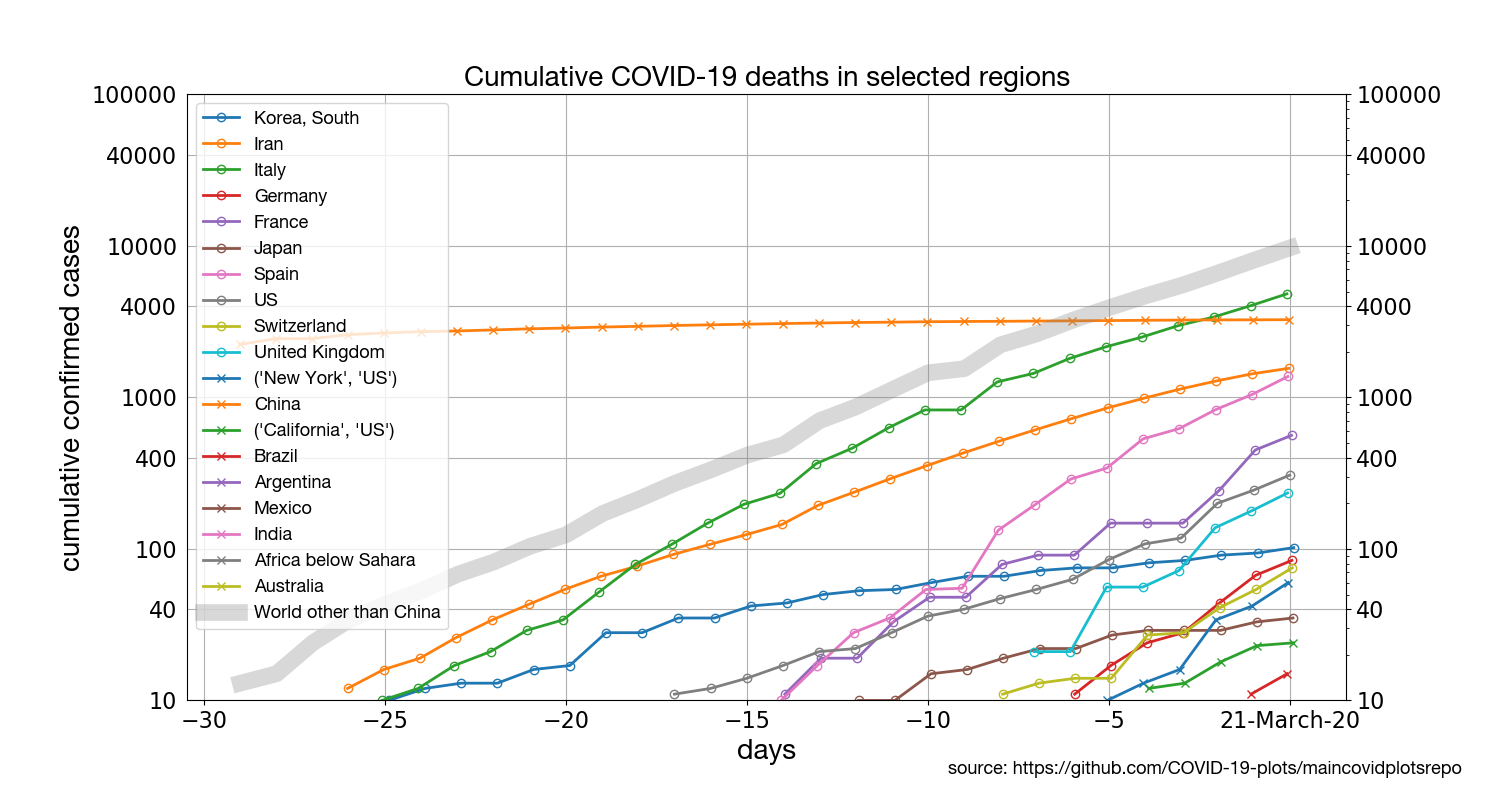 Cumulative COVID-19 deaths in selected regions
cumulative confirmed cases
100000
40000
10000
4000
1000
400
100
40
10
Korea, South
Iran
Italy
Germany
France
Japan
Spain
US
Switzerland
United Kingdom
('New York', 'US')
China
('California', 'US')
Brazil
Argentina
Mexico
India
Africa below Sahara
Australia
World other than China
100000
40000
10000
4000
1000
400
100
40
10
−30 −25 −20 −15 −10 −5 21-March-20
days
source: https://github.com/COVID-19-plots/maincovidplotsrepo